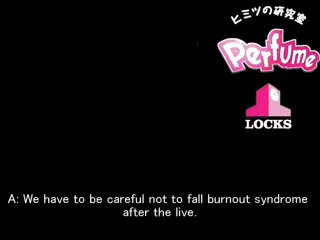 ヒミツの研究室
Perfume
LOCKS
A: We have to be careful not to fall burnout syndrome
after the live.